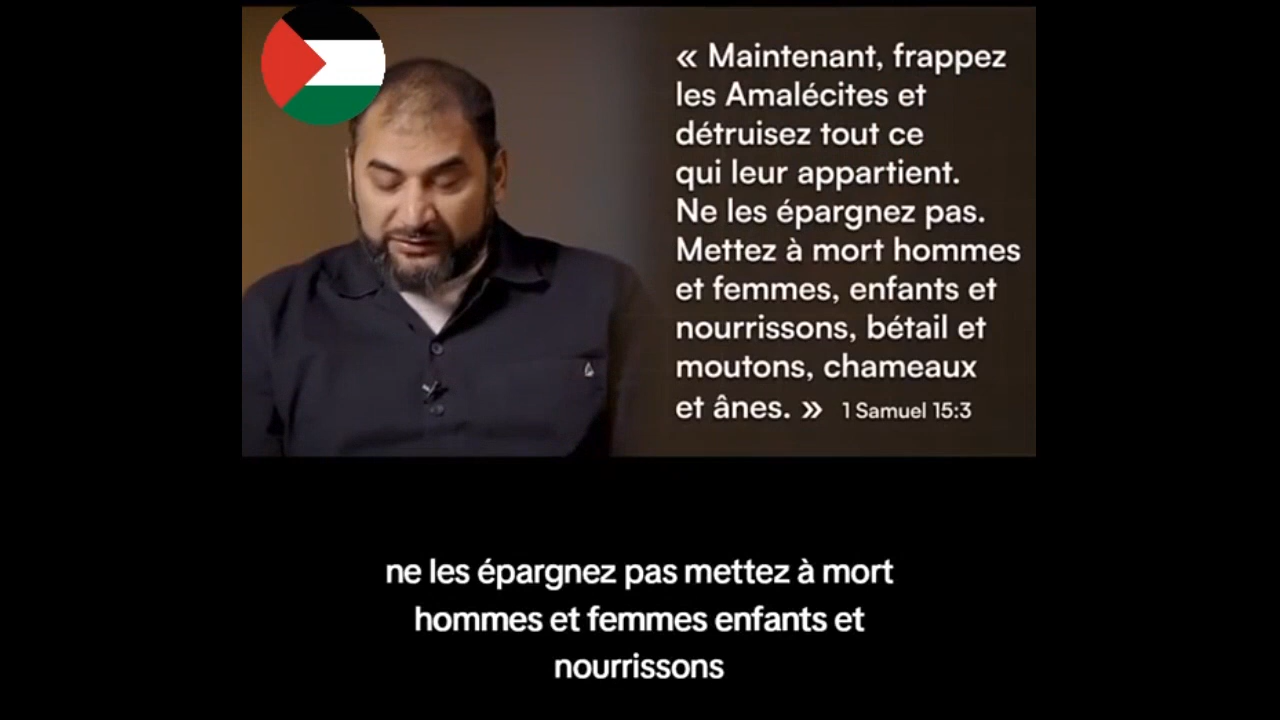 « Maintenant, frappez
les Amalécites et
détruisez tout ce
qui leur appartient.
Ne les épargnez pas.
Mettez à mort hommes
et femmes, enfants et
nourrissons, bétail et
moutons, chameaux
et ânes. » 1 Samuel 15:3
ne les épargnez pas mettez à mort
hommes et femmes enfants et
nourrissons